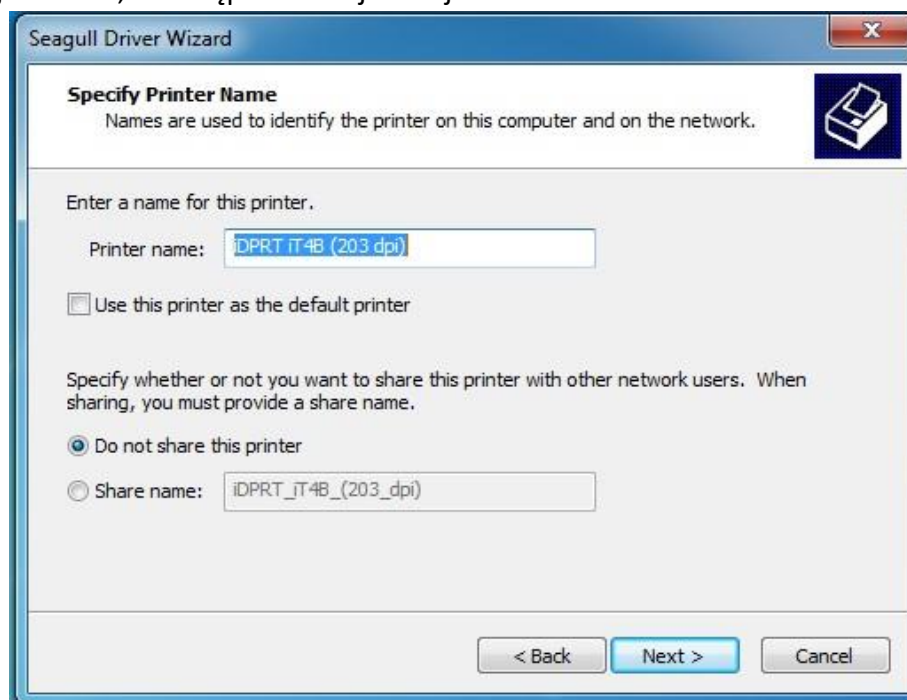 Seagull Driver Wizard
Specify Printer Name
Names are used to identify the printer on this computer and on the network.
Enter a name for this printer.
Printer name: iDPRT iT4B (203 dpi)
Use this printer as the default printer
Specify whether or not you want to share this printer with other network users. When
sharing, you must provide a share name.
Do not share this printer
Share name: iDPRT_iT4B_(203_dpi)
< Back Next > Cancel